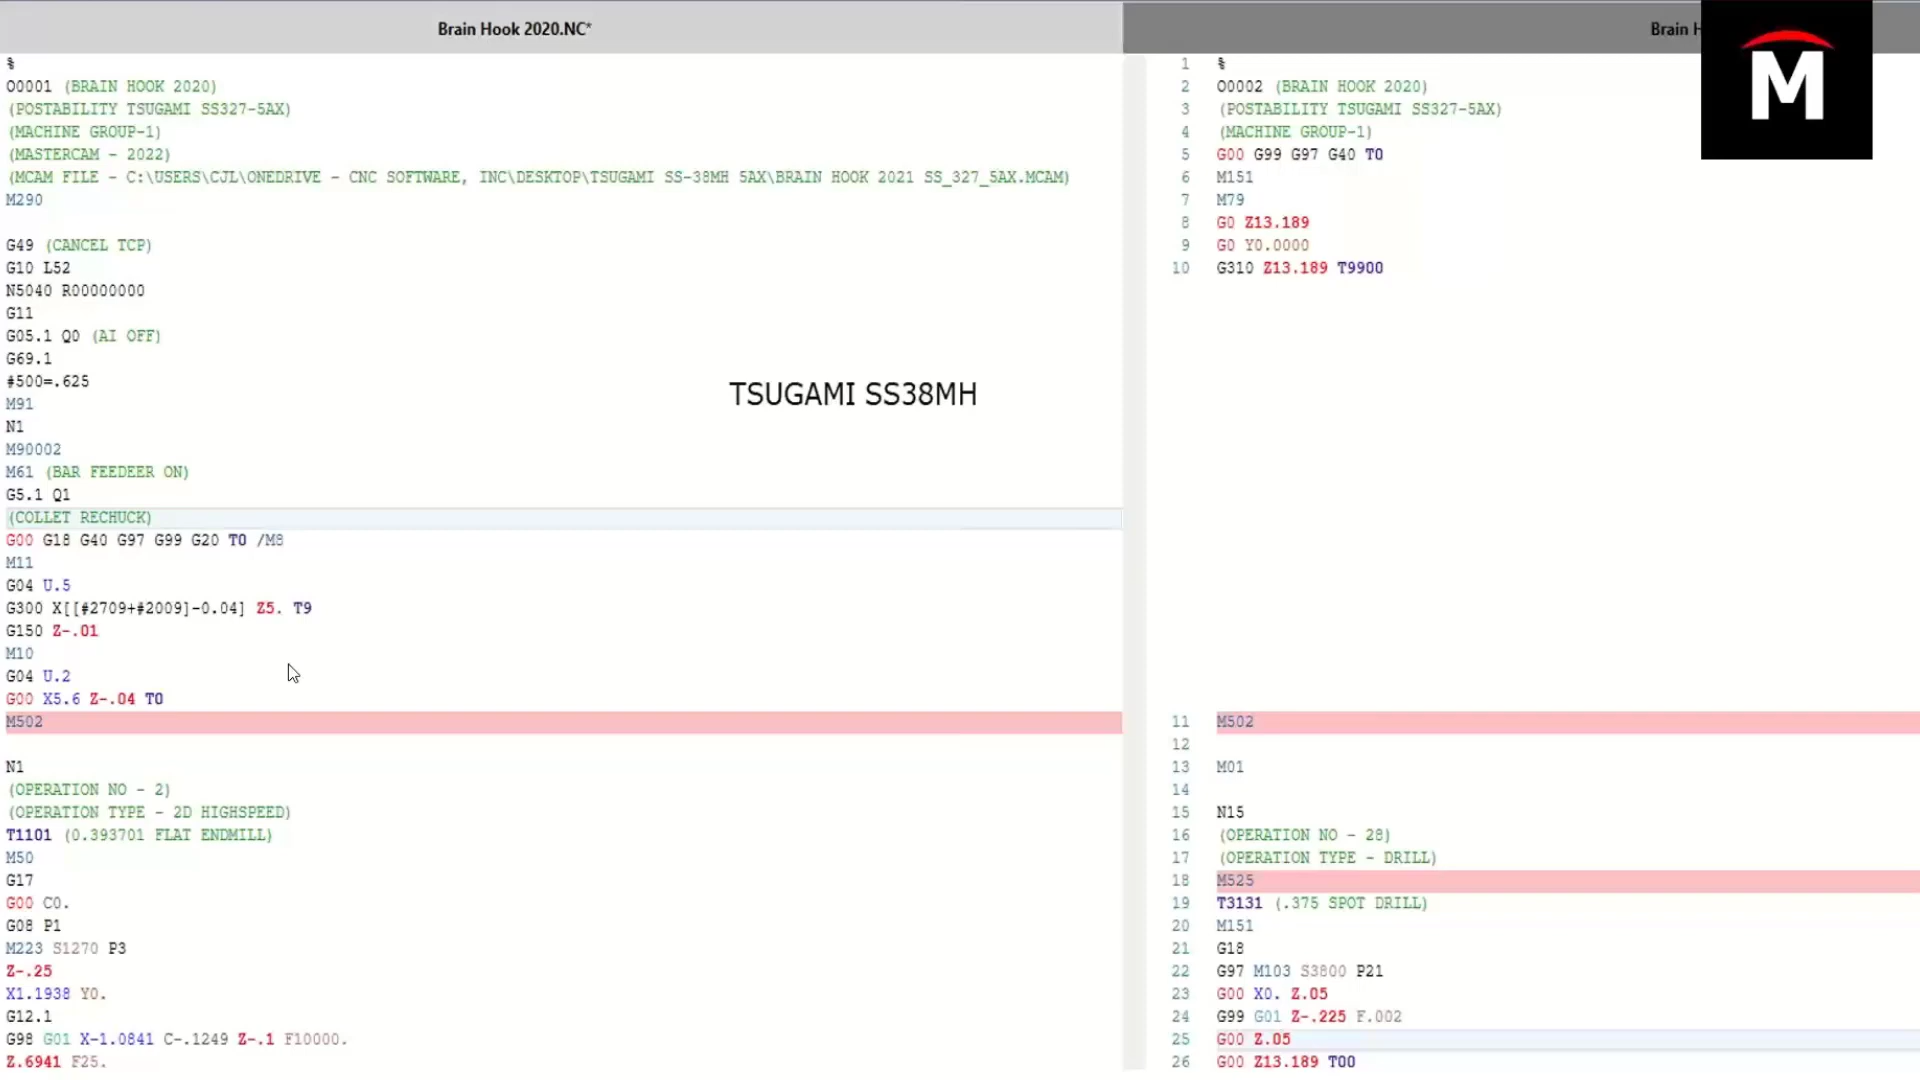 Brain Hook 2020.NC*
%
O0001 (BRAIN HOOK 2020)
(POSTABILITY TSUGAMI SS327-5AX)
(MACHINE GROUP-1)
(MASTERCAM - 2022)
(MCAM FILE - C:\USERS\CJL\ONEDRIVE - CNC SOFTWARE, INC\DESKTOP\TSUGAMI SS-38MH 5AX\BRAIN HOOK 2021 SS_327_5AX.MCAM)
M290
G49 (CANCEL TCP)
G10 L52
N5040 R00000000
G11
G05.1 Q0 (AI OFF)
G69.1
#500=.625
M91
N1
M90002
M61 (BAR FEEDEER ON)
G5.1 Q1
(COLLET RECHUCK)
G00 G18 G40 G97 G99 G20 T0 /M8
M11
G04 U.5
G300 X[[#2709+#2009]-0.04] Z5. T9
G150 Z-.01
M10
G04 U.2
G00 X5.6 Z-.04 T0
M502
N1
(OPERATION NO - 2)
(OPERATION TYPE - 2D HIGHSPEED)
T1101 (0.393701 FLAT ENDMILL)
M50
G17
G00 C0.
G08 P1
M223 S1270 P3
Z-.25
X1.1938 Y0.
G12.1
G98 G01 X-1.0841 C-.1249 Z-.1 F10000.
Z.6941 F25.
TSUGAMI SS38MH
Brain H
M
1 %
2 O0002 (BRAIN HOOK 2020)
3 (POSTABILITY TSUGAMI SS327-5AX)
4 (MACHINE GROUP-1)
5 G00 G99 G97 G40 T0
6 M151
7 M79
8 G0 Z13.189
9 G0 Y0.0000
10 G310 Z13.189 T9900
11 M502
12
13 M01
14
15 N15
16 (OPERATION NO - 28)
17 (OPERATION TYPE - DRILL)
18 M525
19 T3131 (.375 SPOT DRILL)
20 M151
21 G18
22 G97 M103 S3800 P21
23 G00 X0. Z.05
24 G99 G01 Z-.225 F.002
25 G00 Z.05
26 G00 Z13.189 T00